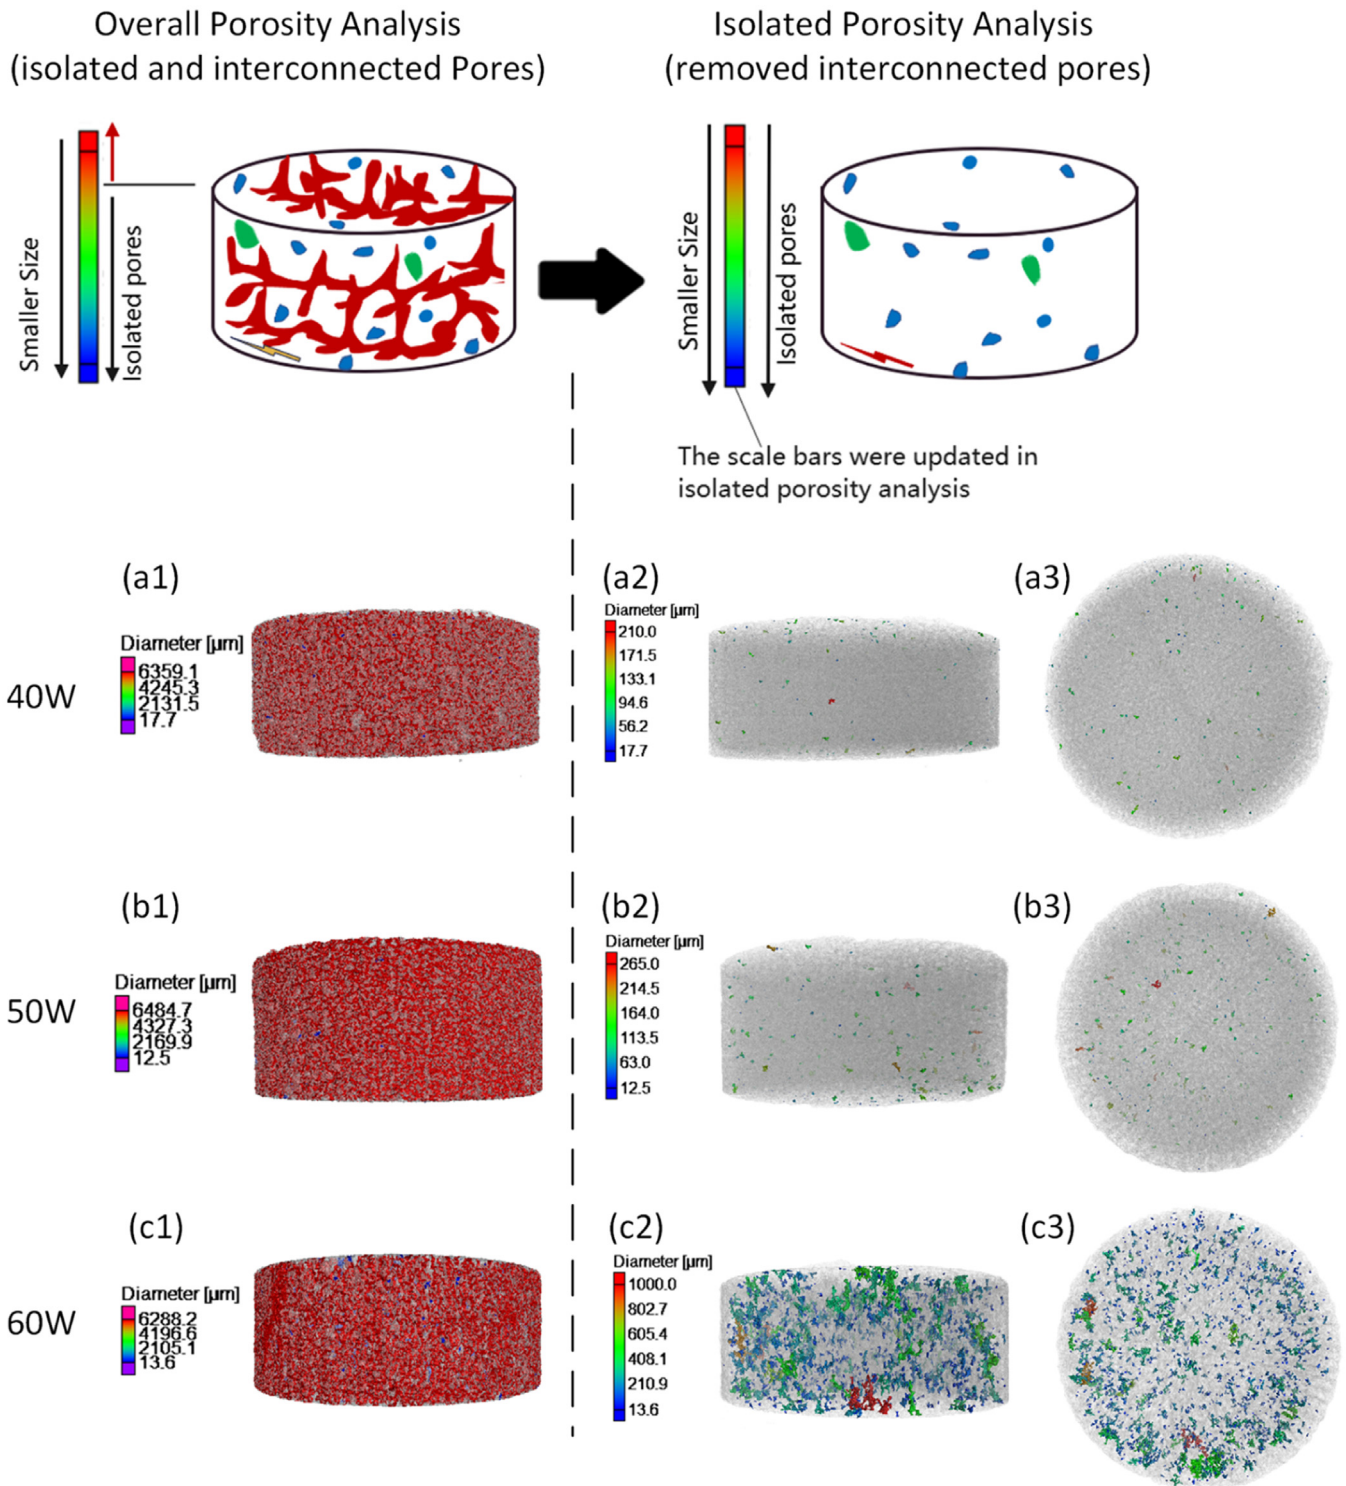 Overall Porosity Analysis
(isolated and interconnected Pores)
Isolated Porosity Analysis
(removed interconnected pores)
Smaller Size
Isolated pores
Smaller Size
Isolated pores
The scale bars were updated in
isolated porosity analysis
40W
(a1)
Diameter [µm]
6359.1
4245.3
2131.5
17.7
(a2)
Diameter [µm]
210.0
171.5
133.1
94.6
56.2
17.7
(a3)
50W
(b1)
Diameter [µm]
6484.7
4327.3
2169.9
12.5
(b2)
Diameter [µm]
265.0
214.5
164.0
113.5
63.0
12.5
(b3)
60W
(c1)
Diameter [µm]
6288.2
4196.6
2105.1
13.6
(c2)
Diameter [µm]
1000.0
802.7
605.4
408.1
210.9
13.6
(c3)